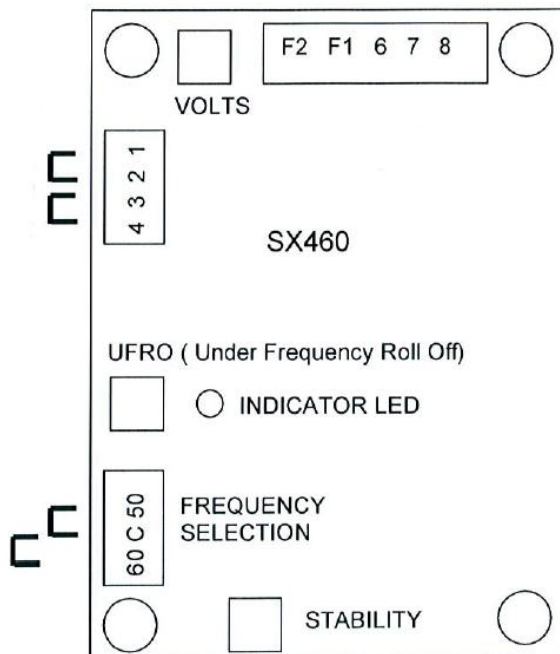 F2 F1 6 7 8
VOLTS
4 3 2 1
SX460
UFRO ( Under Frequency Roll Off)
INDICATOR LED
60 C 50
FREQUENCY
SELECTION
STABILITY